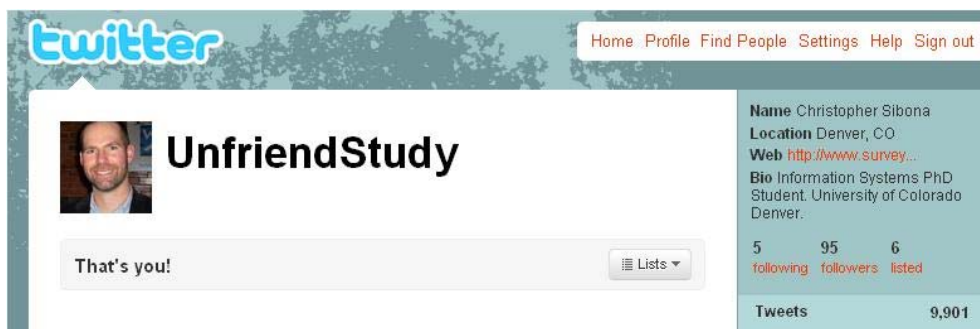 twitter
Home Profile Find People Settings Help Sign out
UnfriendStudy
That's you!
Lists
Name Christopher Sibona
Location Denver, CO
Web http://www.survey...
Bio Information Systems PhD
Student. University of Colorado
Denver.
5 95 6
following followers listed
Tweets 9,901